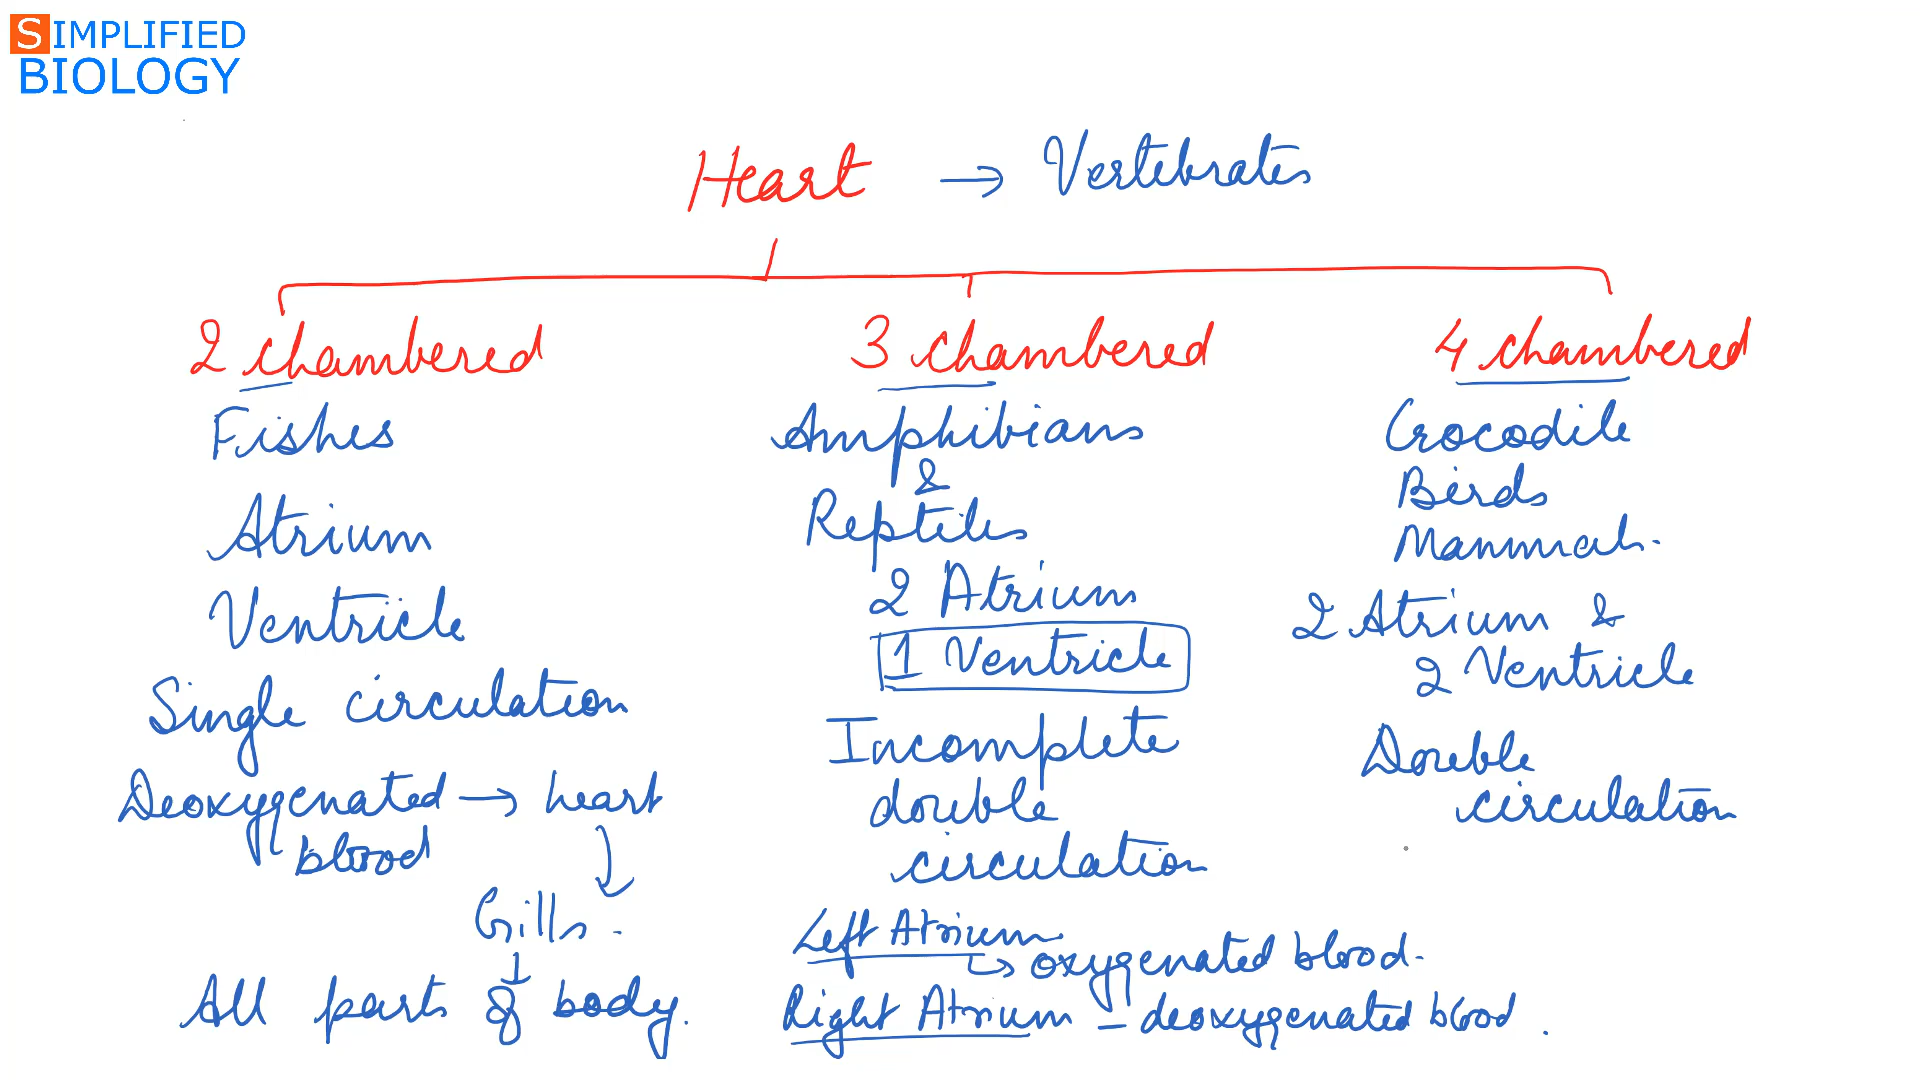 SIMPLIFIED
BIOLOGY
Heart → Vertebrates
2 chambered
Fishes
Atrium
Ventricle
Single circulation
Deoxygenated → heart
blood
Gills.
↓
All parts of body.
3 chambered
Amphibians
&
Reptiles
2 Atrium
1 Ventricle
Incomplete
double
circulation
Left Atrium
↳ oxygenated blood.
Right Atrium – deoxygenated blood.
4 chambered
Crocodile
Birds
Mammals.
2 Atrium &
2 Ventricle
Double
circulation